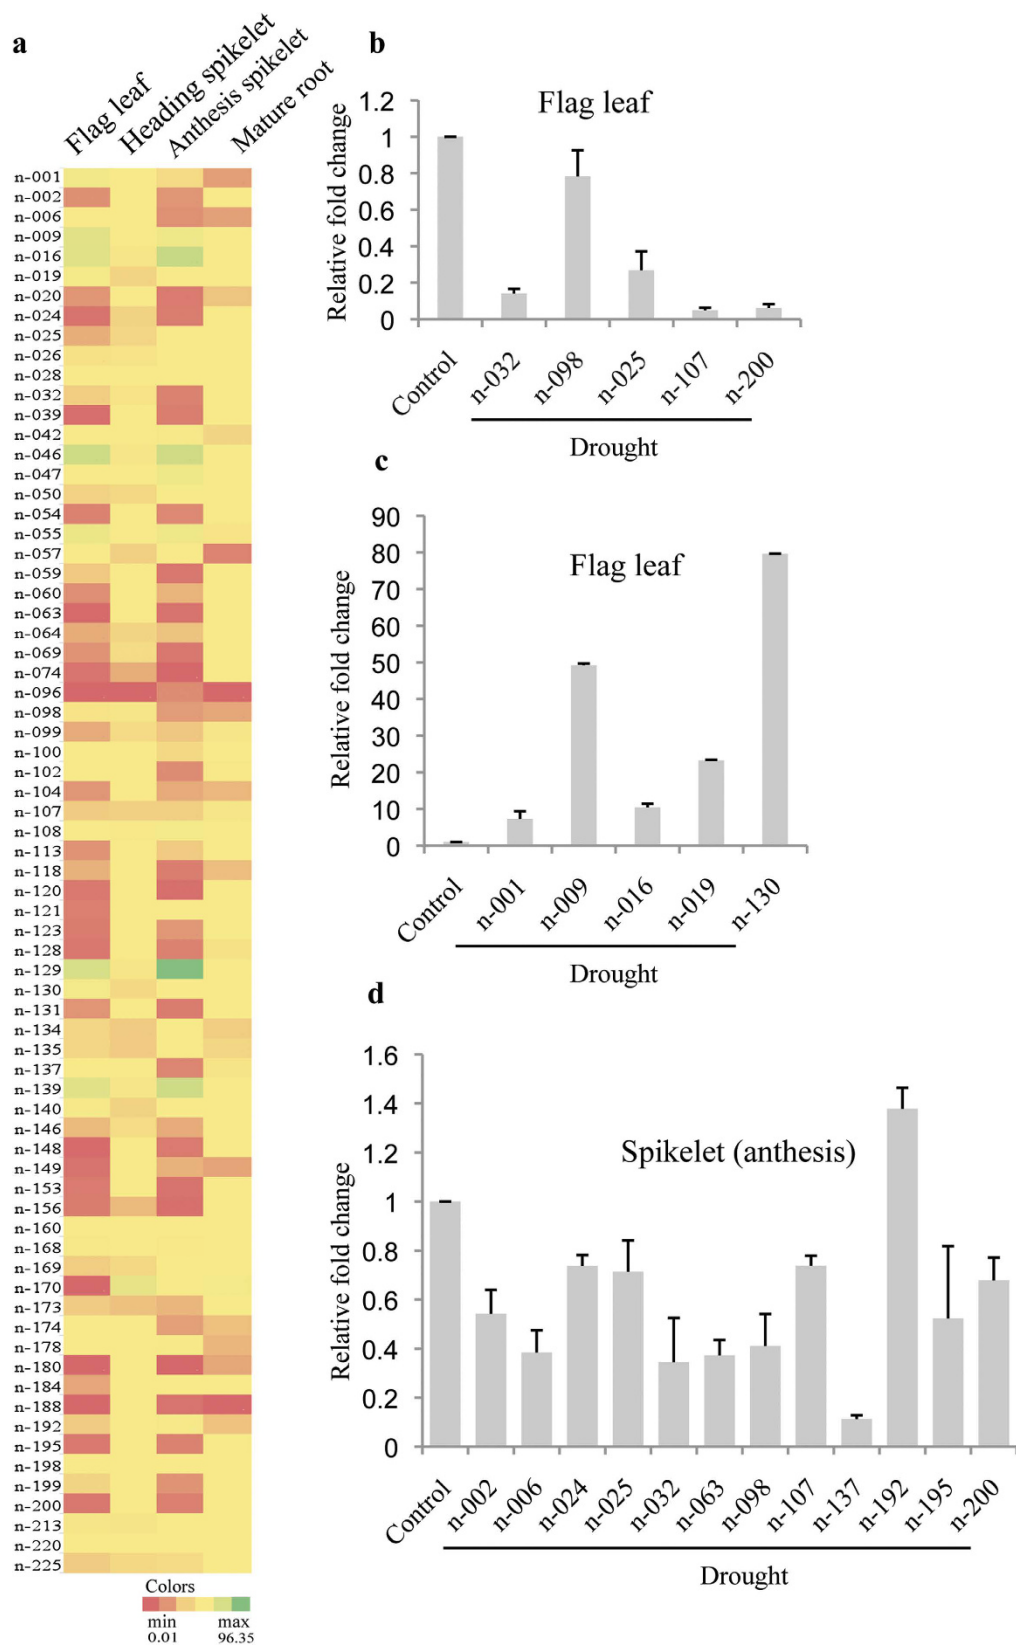 a
Flag leaf
Heading spikelet
Anthesis spikelet
Mature root
n-001
n-002
n-006
n-009
n-016
n-019
n-020
n-024
n-025
n-026
n-028
n-032
n-039
n-042
n-046
n-047
n-050
n-054
n-055
n-057
n-059
n-060
n-063
n-064
n-069
n-074
n-096
n-098
n-099
n-100
n-102
n-104
n-107
n-108
n-113
n-118
n-120
n-121
n-123
n-128
n-129
n-130
n-131
n-134
n-135
n-137
n-139
n-140
n-146
n-148
n-149
n-153
n-156
n-160
n-168
n-169
n-170
n-173
n-174
n-178
n-180
n-184
n-188
n-192
n-195
n-198
n-199
n-200
n-213
n-220
n-225
Colors
min max
0.01 96.35
b
Flag leaf
Relative fold change
1.2
1
0.8
0.6
0.4
0.2
0
Control
n-032
n-098
n-025
n-107
n-200
Drought
c
Flag leaf
Relative fold change
90
80
70
60
50
40
30
20
10
0
Control
n-001
n-009
n-016
n-019
n-130
Drought
d
Spikelet (anthesis)
Relative fold change
1.6
1.4
1.2
1
0.8
0.6
0.4
0.2
0
Control
n-002
n-006
n-024
n-025
n-032
n-063
n-098
n-107
n-137
n-192
n-195
n-200
Drought